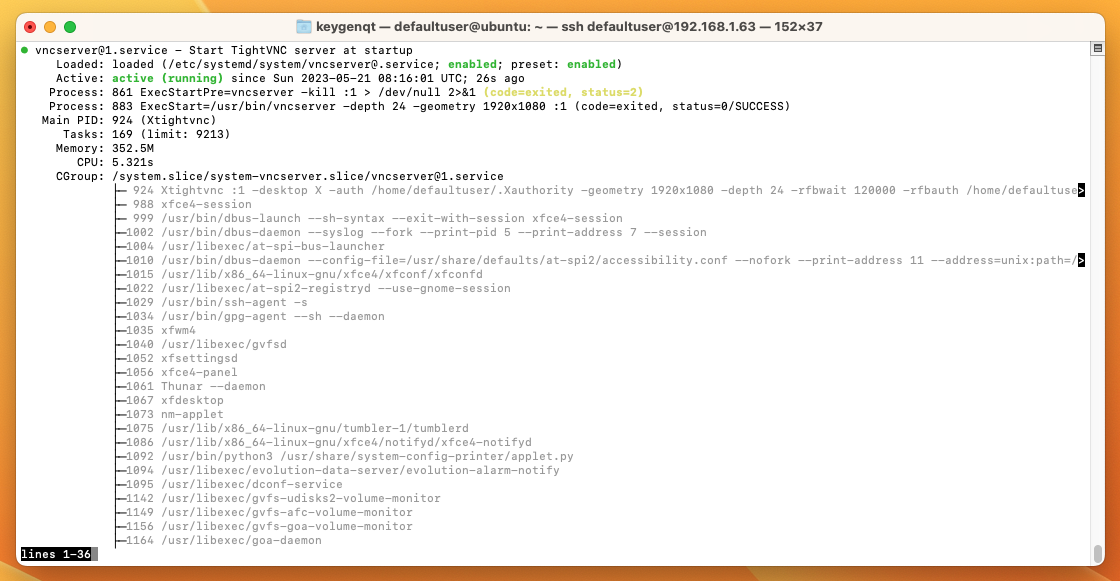 keygenqt — defaultuser@ubuntu: ~ — ssh defaultuser@192.168.1.63 — 152×37
● vncserver@1.service - Start TightVNC server at startup
     Loaded: loaded (/etc/systemd/system/vncserver@.service; enabled; preset: enabled)
     Active: active (running) since Sun 2023-05-21 08:16:01 UTC; 26s ago
    Process: 861 ExecStartPre=vncserver -kill :1 > /dev/null 2>&1 (code=exited, status=2)
    Process: 883 ExecStart=/usr/bin/vncserver -depth 24 -geometry 1920x1080 :1 (code=exited, status=0/SUCCESS)
   Main PID: 924 (Xtightvnc)
      Tasks: 169 (limit: 9213)
     Memory: 352.5M
        CPU: 5.321s
     CGroup: /system.slice/system-vncserver.slice/vncserver@1.service
             ├─ 924 Xtightvnc :1 -desktop X -auth /home/defaultuser/.Xauthority -geometry 1920x1080 -depth 24 -rfbwait 120000 -rfbauth /home/defaultuse>
             ├─ 988 xfce4-session
             ├─ 999 /usr/bin/dbus-launch --sh-syntax --exit-with-session xfce4-session
             ├─1002 /usr/bin/dbus-daemon --syslog --fork --print-pid 5 --print-address 7 --session
             ├─1004 /usr/libexec/at-spi-bus-launcher
             ├─1010 /usr/bin/dbus-daemon --config-file=/usr/share/defaults/at-spi2/accessibility.conf --nofork --print-address 11 --address=unix:path=/>
             ├─1015 /usr/lib/x86_64-linux-gnu/xfce4/xfconf/xfconfd
             ├─1022 /usr/libexec/at-spi2-registryd --use-gnome-session
             ├─1029 /usr/bin/ssh-agent -s
             ├─1034 /usr/bin/gpg-agent --sh --daemon
             ├─1035 xfwm4
             ├─1040 /usr/libexec/gvfsd
             ├─1052 xfsettingsd
             ├─1056 xfce4-panel
             ├─1061 Thunar --daemon
             ├─1067 xfdesktop
             ├─1073 nm-applet
             ├─1075 /usr/lib/x86_64-linux-gnu/tumbler-1/tumblerd
             ├─1086 /usr/lib/x86_64-linux-gnu/xfce4/notifyd/xfce4-notifyd
             ├─1092 /usr/bin/python3 /usr/share/system-config-printer/applet.py
             ├─1094 /usr/libexec/evolution-data-server/evolution-alarm-notify
             ├─1095 /usr/libexec/dconf-service
             ├─1142 /usr/libexec/gvfs-udisks2-volume-monitor
             ├─1149 /usr/libexec/gvfs-afc-volume-monitor
             ├─1156 /usr/libexec/gvfs-goa-volume-monitor
             ├─1164 /usr/libexec/goa-daemon
lines 1-36